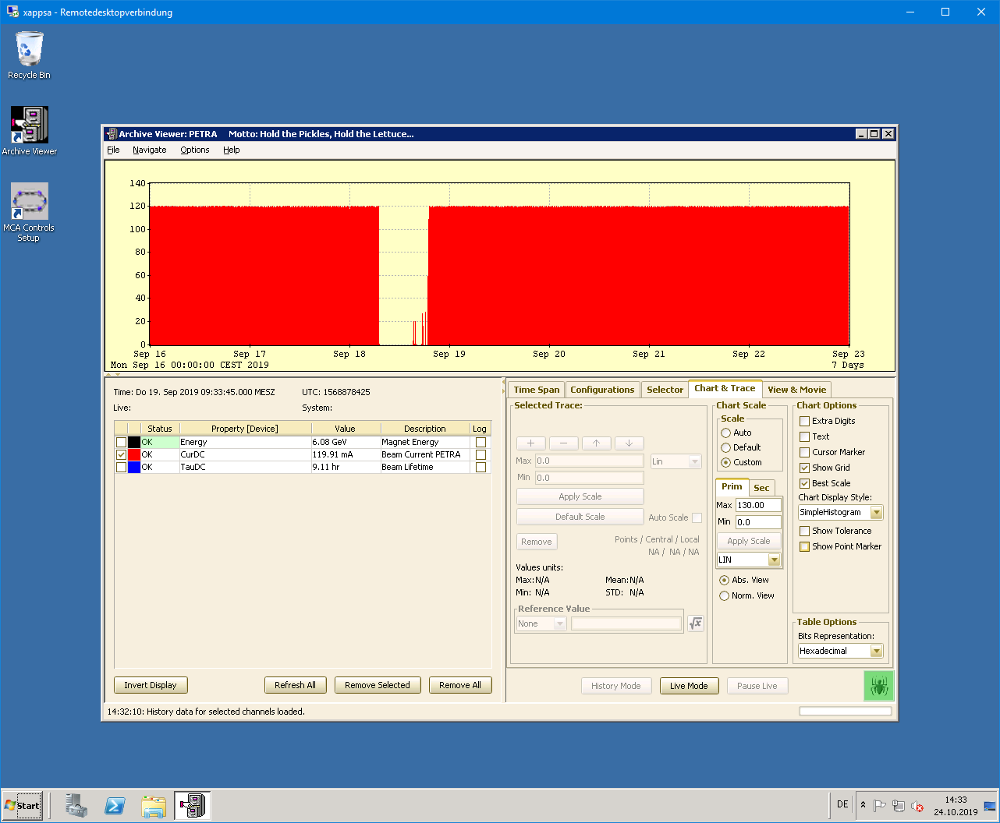 xappsa - Remotedesktopverbindung
Recycle Bin
Archive Viewer
MCA Controls
Setup
Archive Viewer: PETRA Motto: Hold the Pickles, Hold the Lettuce...
File Navigate Options Help
140
120
100
80
60
40
20
0
Sep 16 Sep 17 Sep 18 Sep 19 Sep 20 Sep 21 Sep 22 Sep 23
Mon Sep 16 00:00:00 CEST 2019 7 Days
Time: Do 19. Sep 2019 09:33:45.000 MESZ UTC: 1568878425
Live: System:
Status Property [Device] Value Description Log
OK Energy 6.08 GeV Magnet Energy
OK CurDC 119.91 mA Beam Current PETRA
OK TauDC 9.11 hr Beam Lifetime
Invert Display Refresh All Remove Selected Remove All
14:32:10: History data for selected channels loaded.
Time Span Configurations Selector Chart & Trace View & Movie
Selected Trace:
+ −
Max 0.0 Lin
Min 0.0
Apply Scale
Default Scale Auto Scale
Remove Points / Central / Local
NA / NA / NA
Values units:
Max: N/A Mean: N/A
Min: N/A STD: N/A
Reference Value
None √x
Chart Scale
Scale
Auto
Default
Custom
Prim Sec
Max 130.00
Min 0.0
Apply Scale
LIN
Abs. View
Norm. View
Chart Options
Extra Digits
Text
Cursor Marker
Show Grid
Best Scale
Chart Display Style:
SimpleHistogram
Show Tolerance
Show Point Marker
Table Options
Bits Representation:
Hexadecimal
History Mode Live Mode Pause Live
Start
DE
14:33
24.10.2019